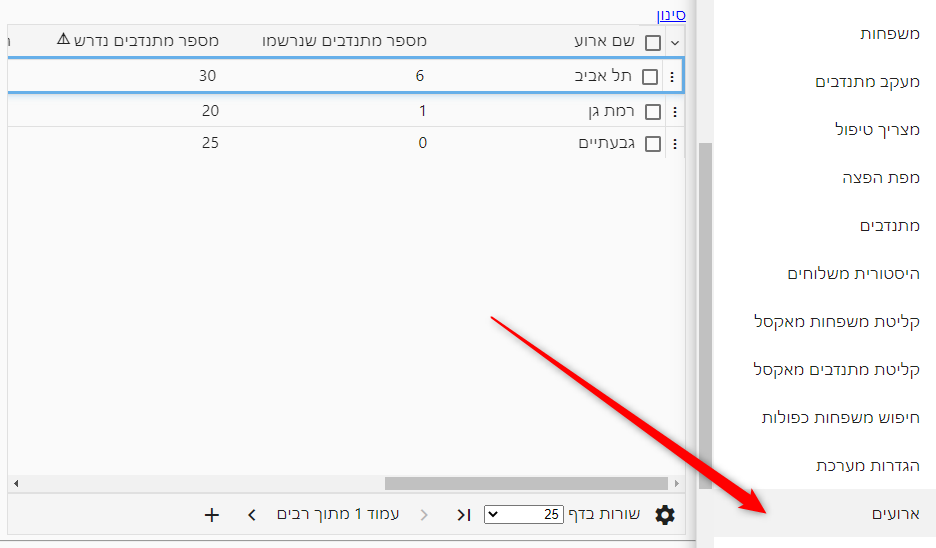 משפחות
מעקב מתנדבים
מצריך טיפול
מפת הפצה
מתנדבים
היסטורית משלוחים
קליטת משפחות מאקסל
קליטת מתנדבים מאקסל
חיפוש משפחות כפולות
הגדרות מערכת
ארועים
סינון
שם ארוע מספר מתנדבים שנרשמו מספר מתנדבים נדרש
תל אביב 6 30
רמת גן 1 20
גבעתיים 0 25
שורות בדף 25 עמוד 1 מתוך רבים